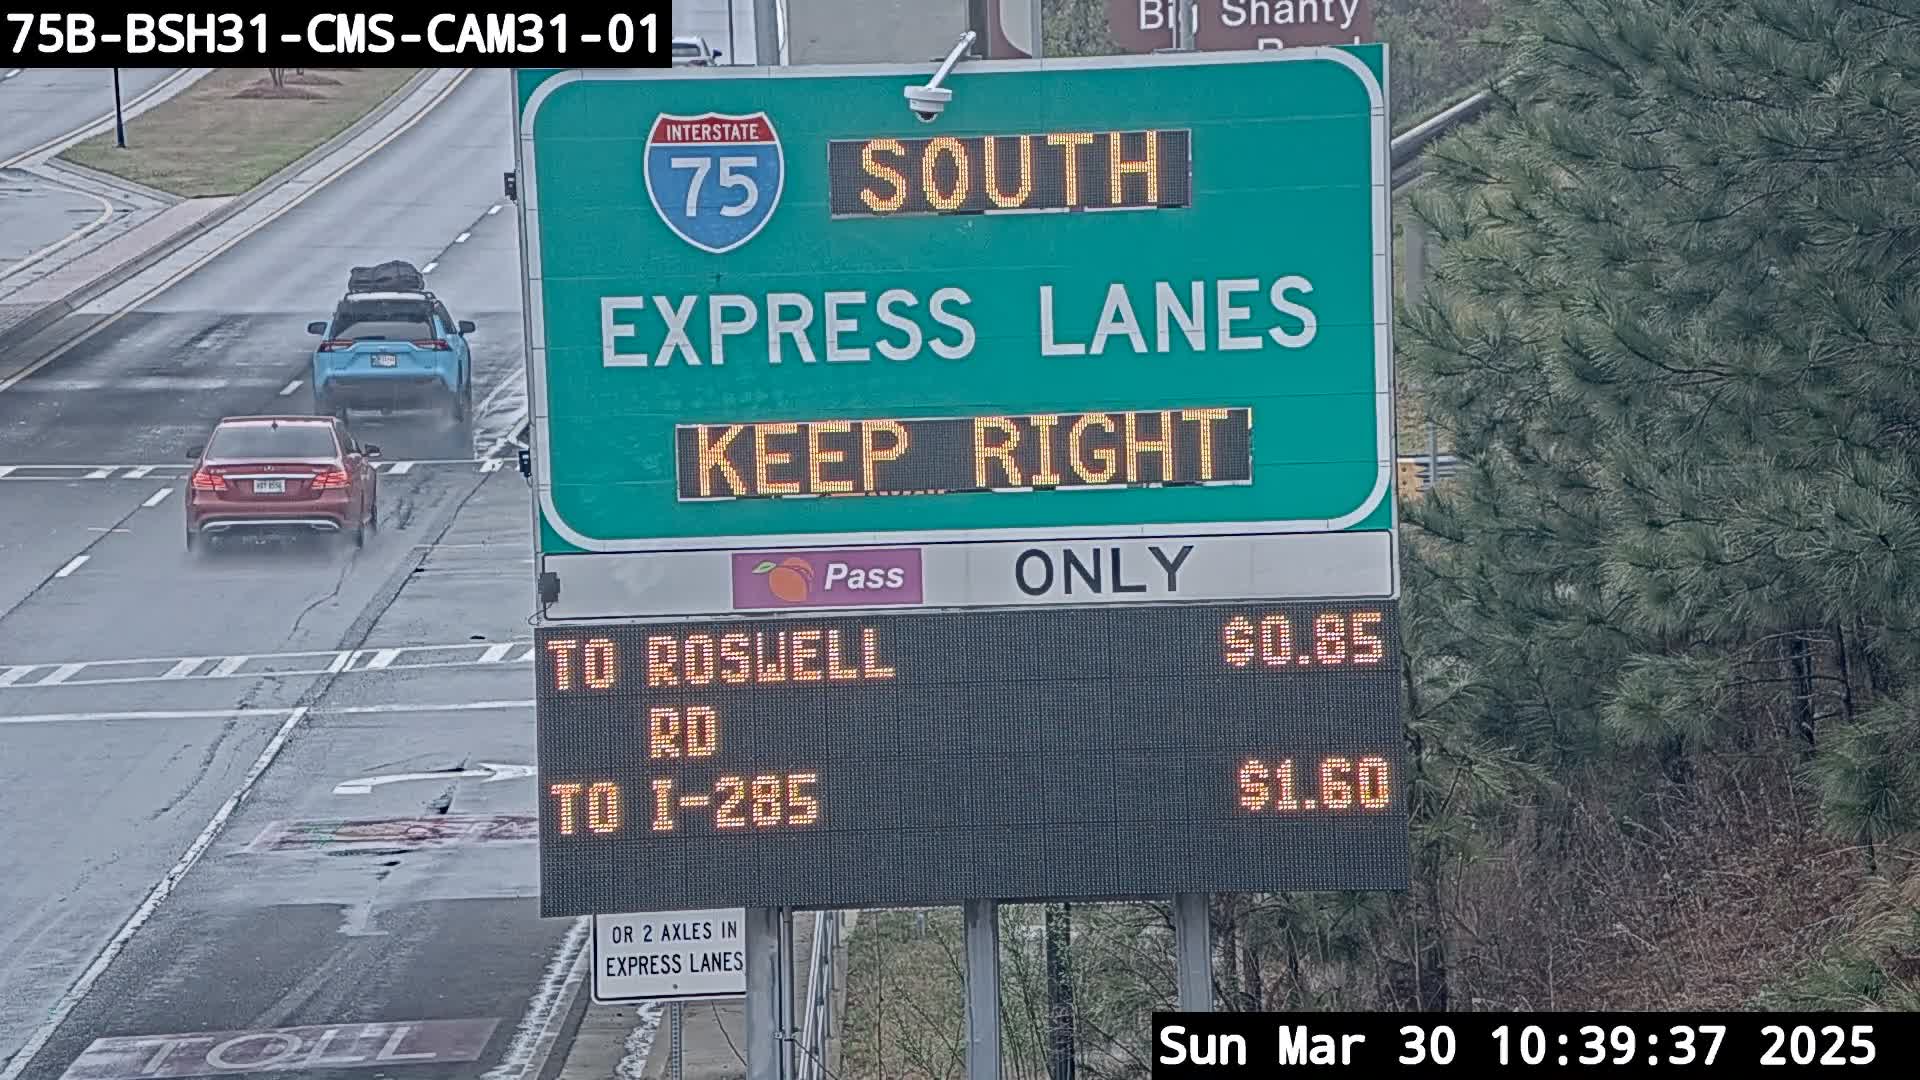 75B-BSH31-CMS-CAM31-01
Big Shanty
INTERSTATE
75
SOUTH
EXPRESS LANES
KEEP RIGHT
Pass
ONLY
TO ROSWELL $0.85
RD
TO I-285 $1.60
OR 2 AXLES IN
EXPRESS LANES
TOLL
Sun Mar 30 10:39:37 2025